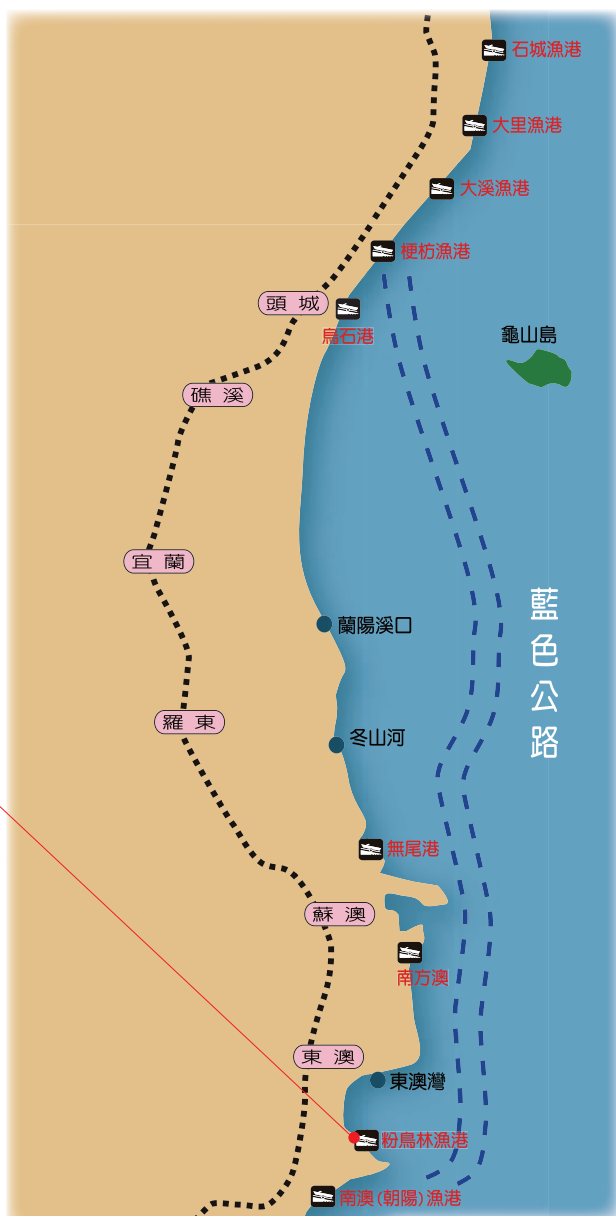 石城漁港
大里漁港
大溪漁港
梗枋漁港
頭城
烏石港
龜山島
礁溪
宜蘭
藍色公路
蘭陽溪口
羅東
冬山河
無尾港
蘇澳
南方澳
東澳
東澳灣
粉鳥林漁港
南澳(朝陽)漁港